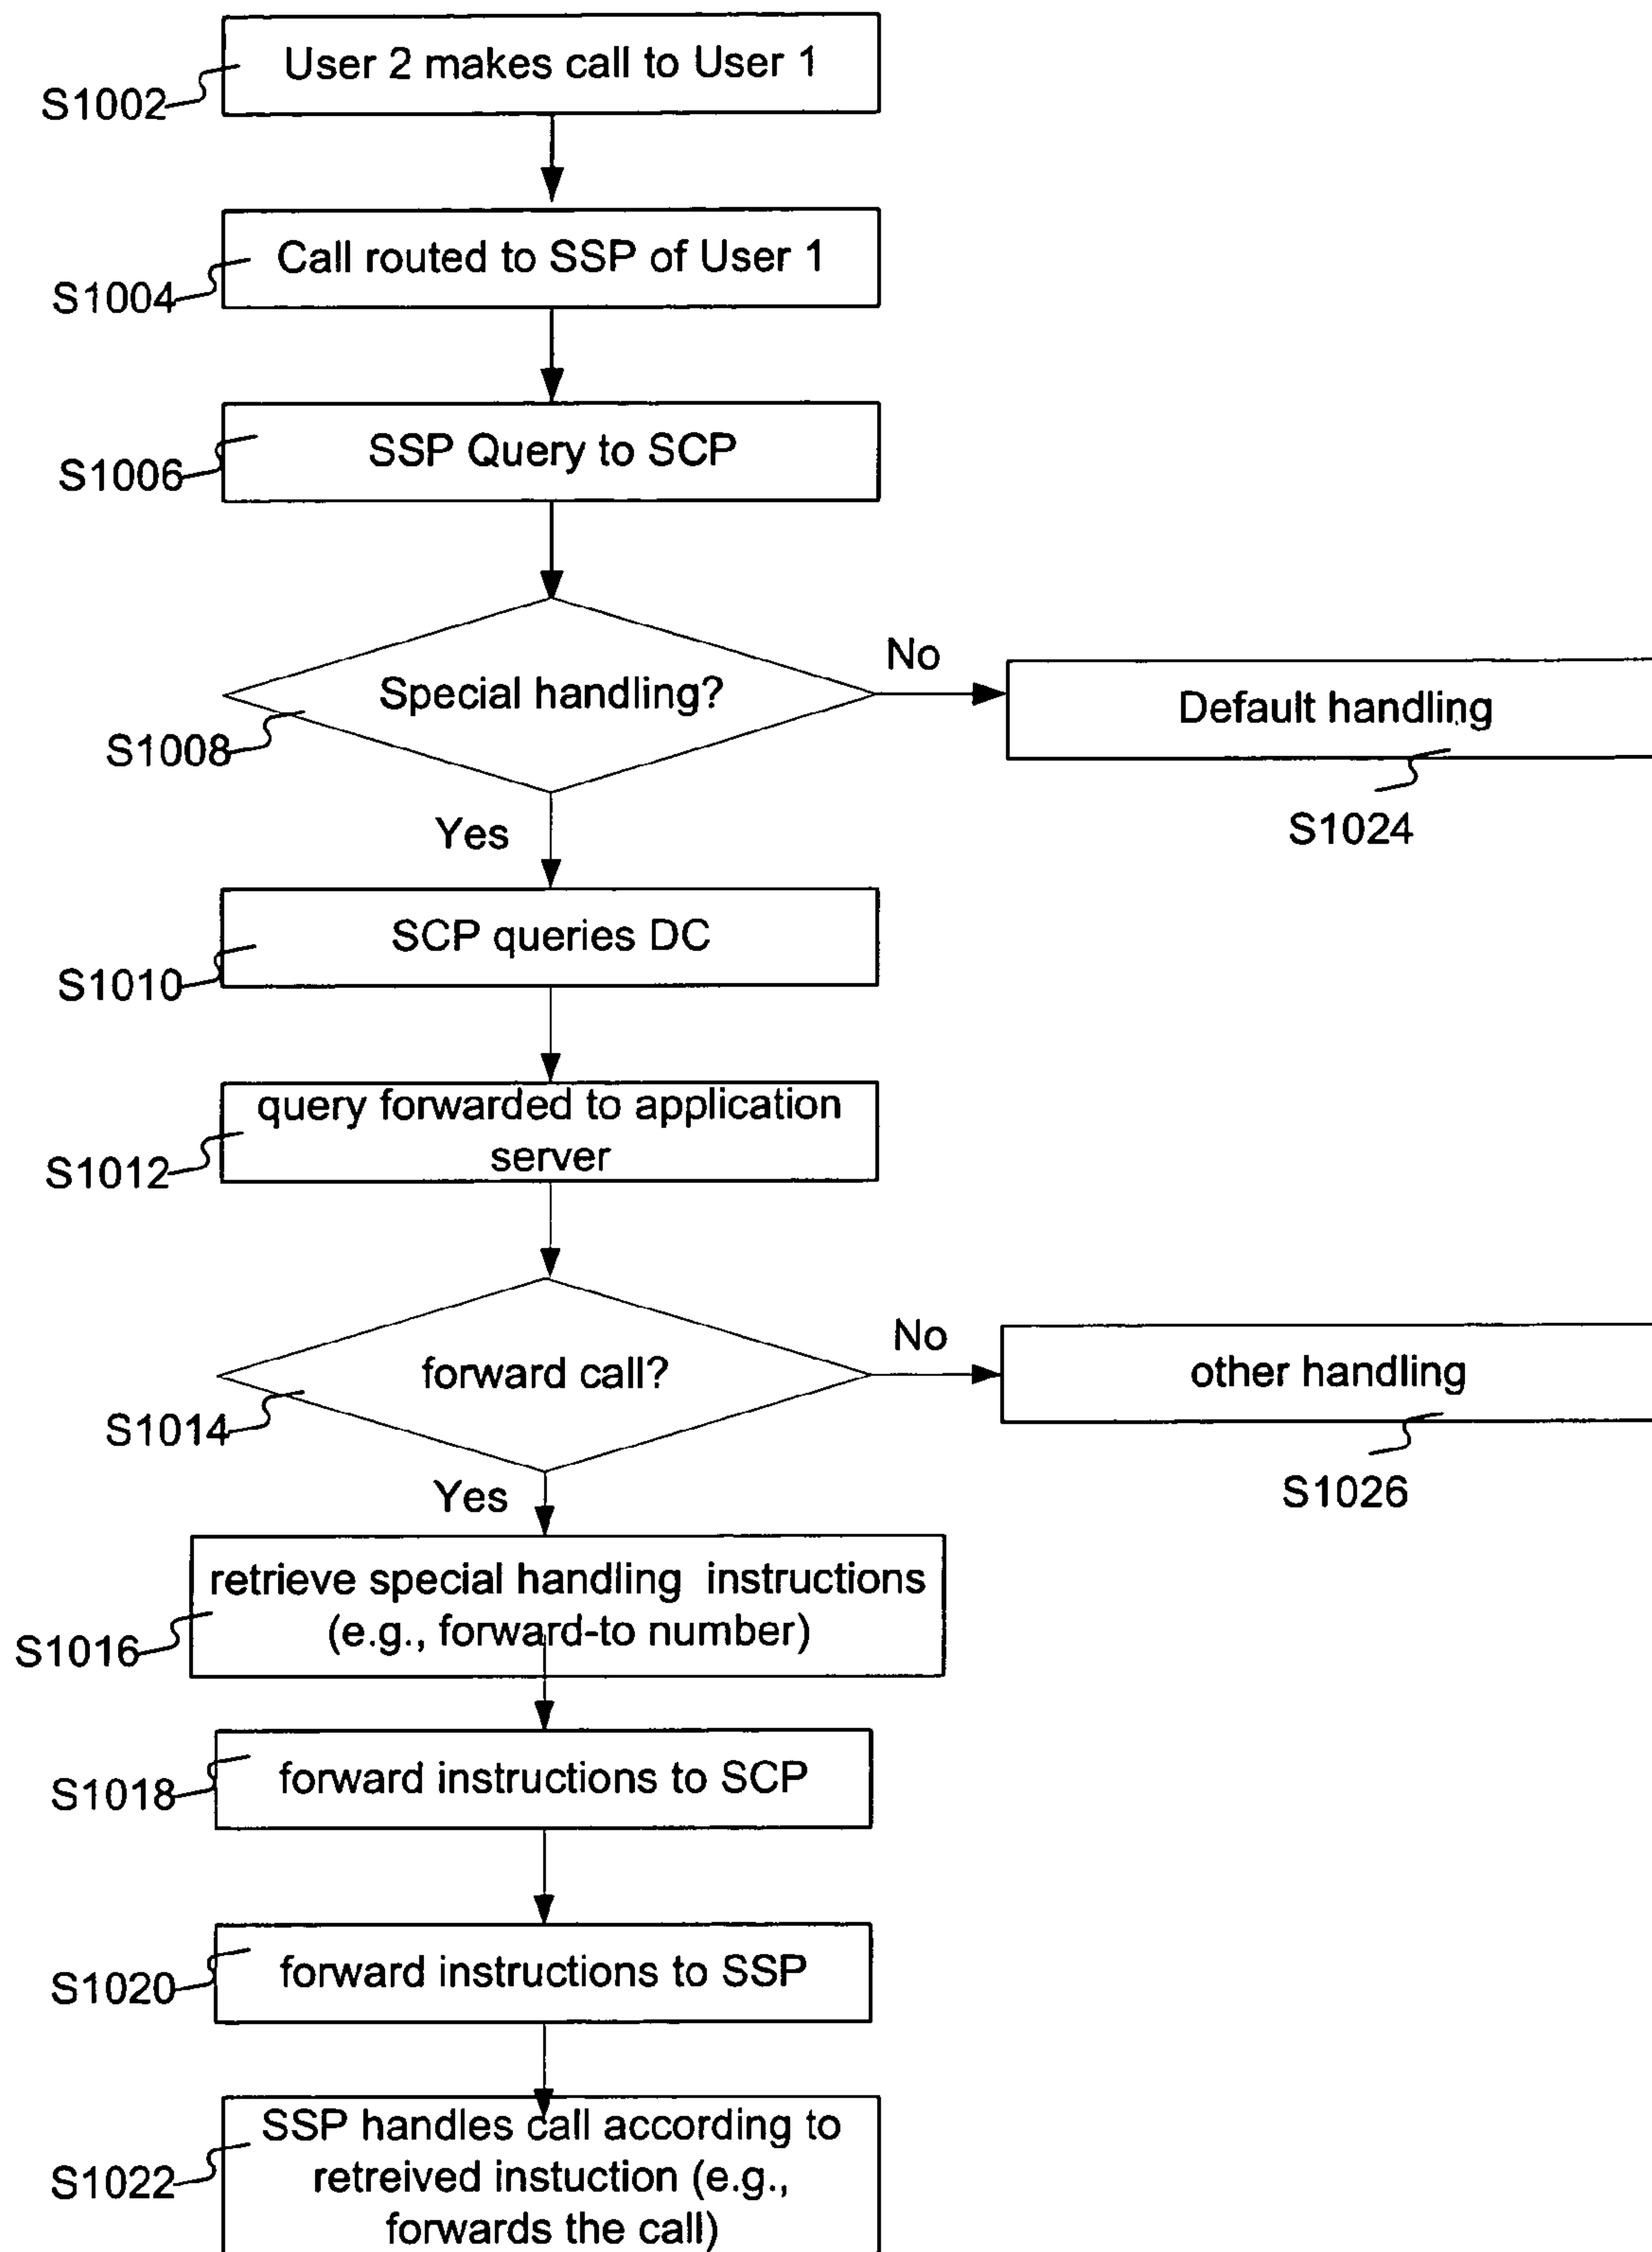 User 2 makes call to User 1
S1002
Call routed to SSP of User 1
S1004
SSP Query to SCP
S1006
Special handling?
S1008
No
Default handling
S1024
Yes
SCP queries DC
S1010
query forwarded to application
server
S1012
forward call?
S1014
No
other handling
S1026
Yes
retrieve special handling instructions
(e.g., forward-to number)
S1016
forward instructions to SCP
S1018
forward instructions to SSP
S1020
SSP handles call according to
retreived instuction (e.g.,
forwards the call)
S1022